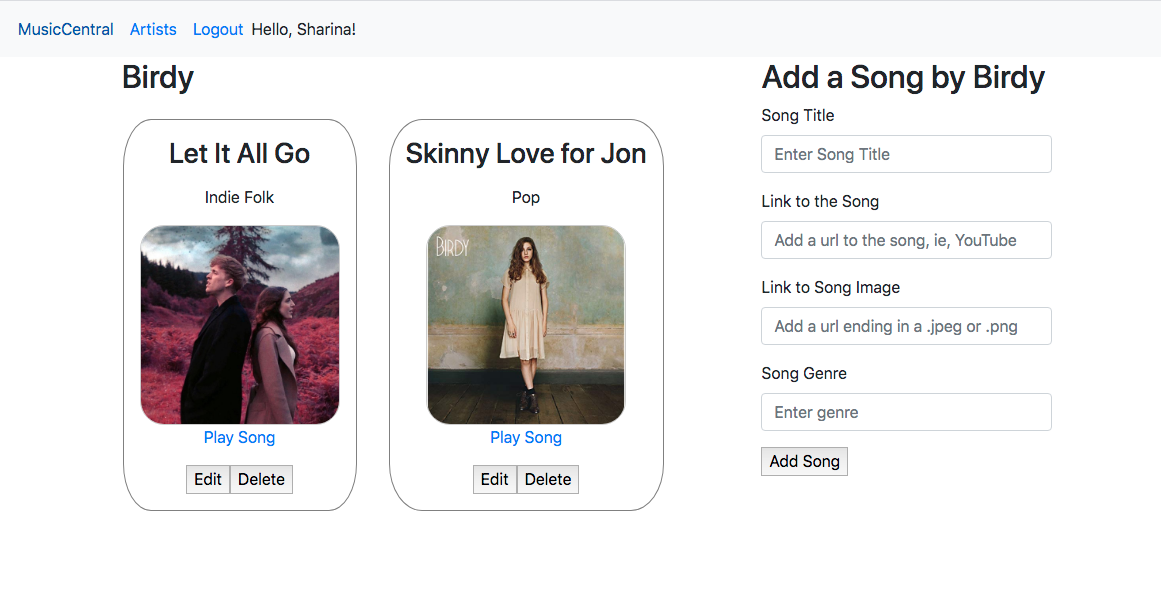 MusicCentral Artists Logout Hello, Sharina!
Birdy
Let It All Go
Indie Folk
Play Song
Edit Delete
Skinny Love for Jon
Pop
BIRDY
Play Song
Edit Delete
Add a Song by Birdy
Song Title
Enter Song Title
Link to the Song
Add a url to the song, ie, YouTube
Link to Song Image
Add a url ending in a .jpeg or .png
Song Genre
Enter genre
Add Song